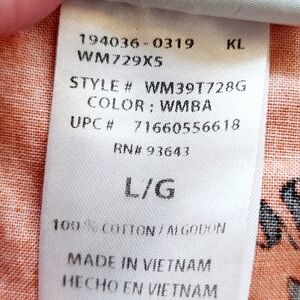 194036-0319 KL
WM729X5
STYLE # WM39T728G
COLOR : WMBA
UPC # 71660556618
RN# 93643
L/G
100 % COTTON / ALGODON
MADE IN VIETNAM
HECHO EN VIETNAM